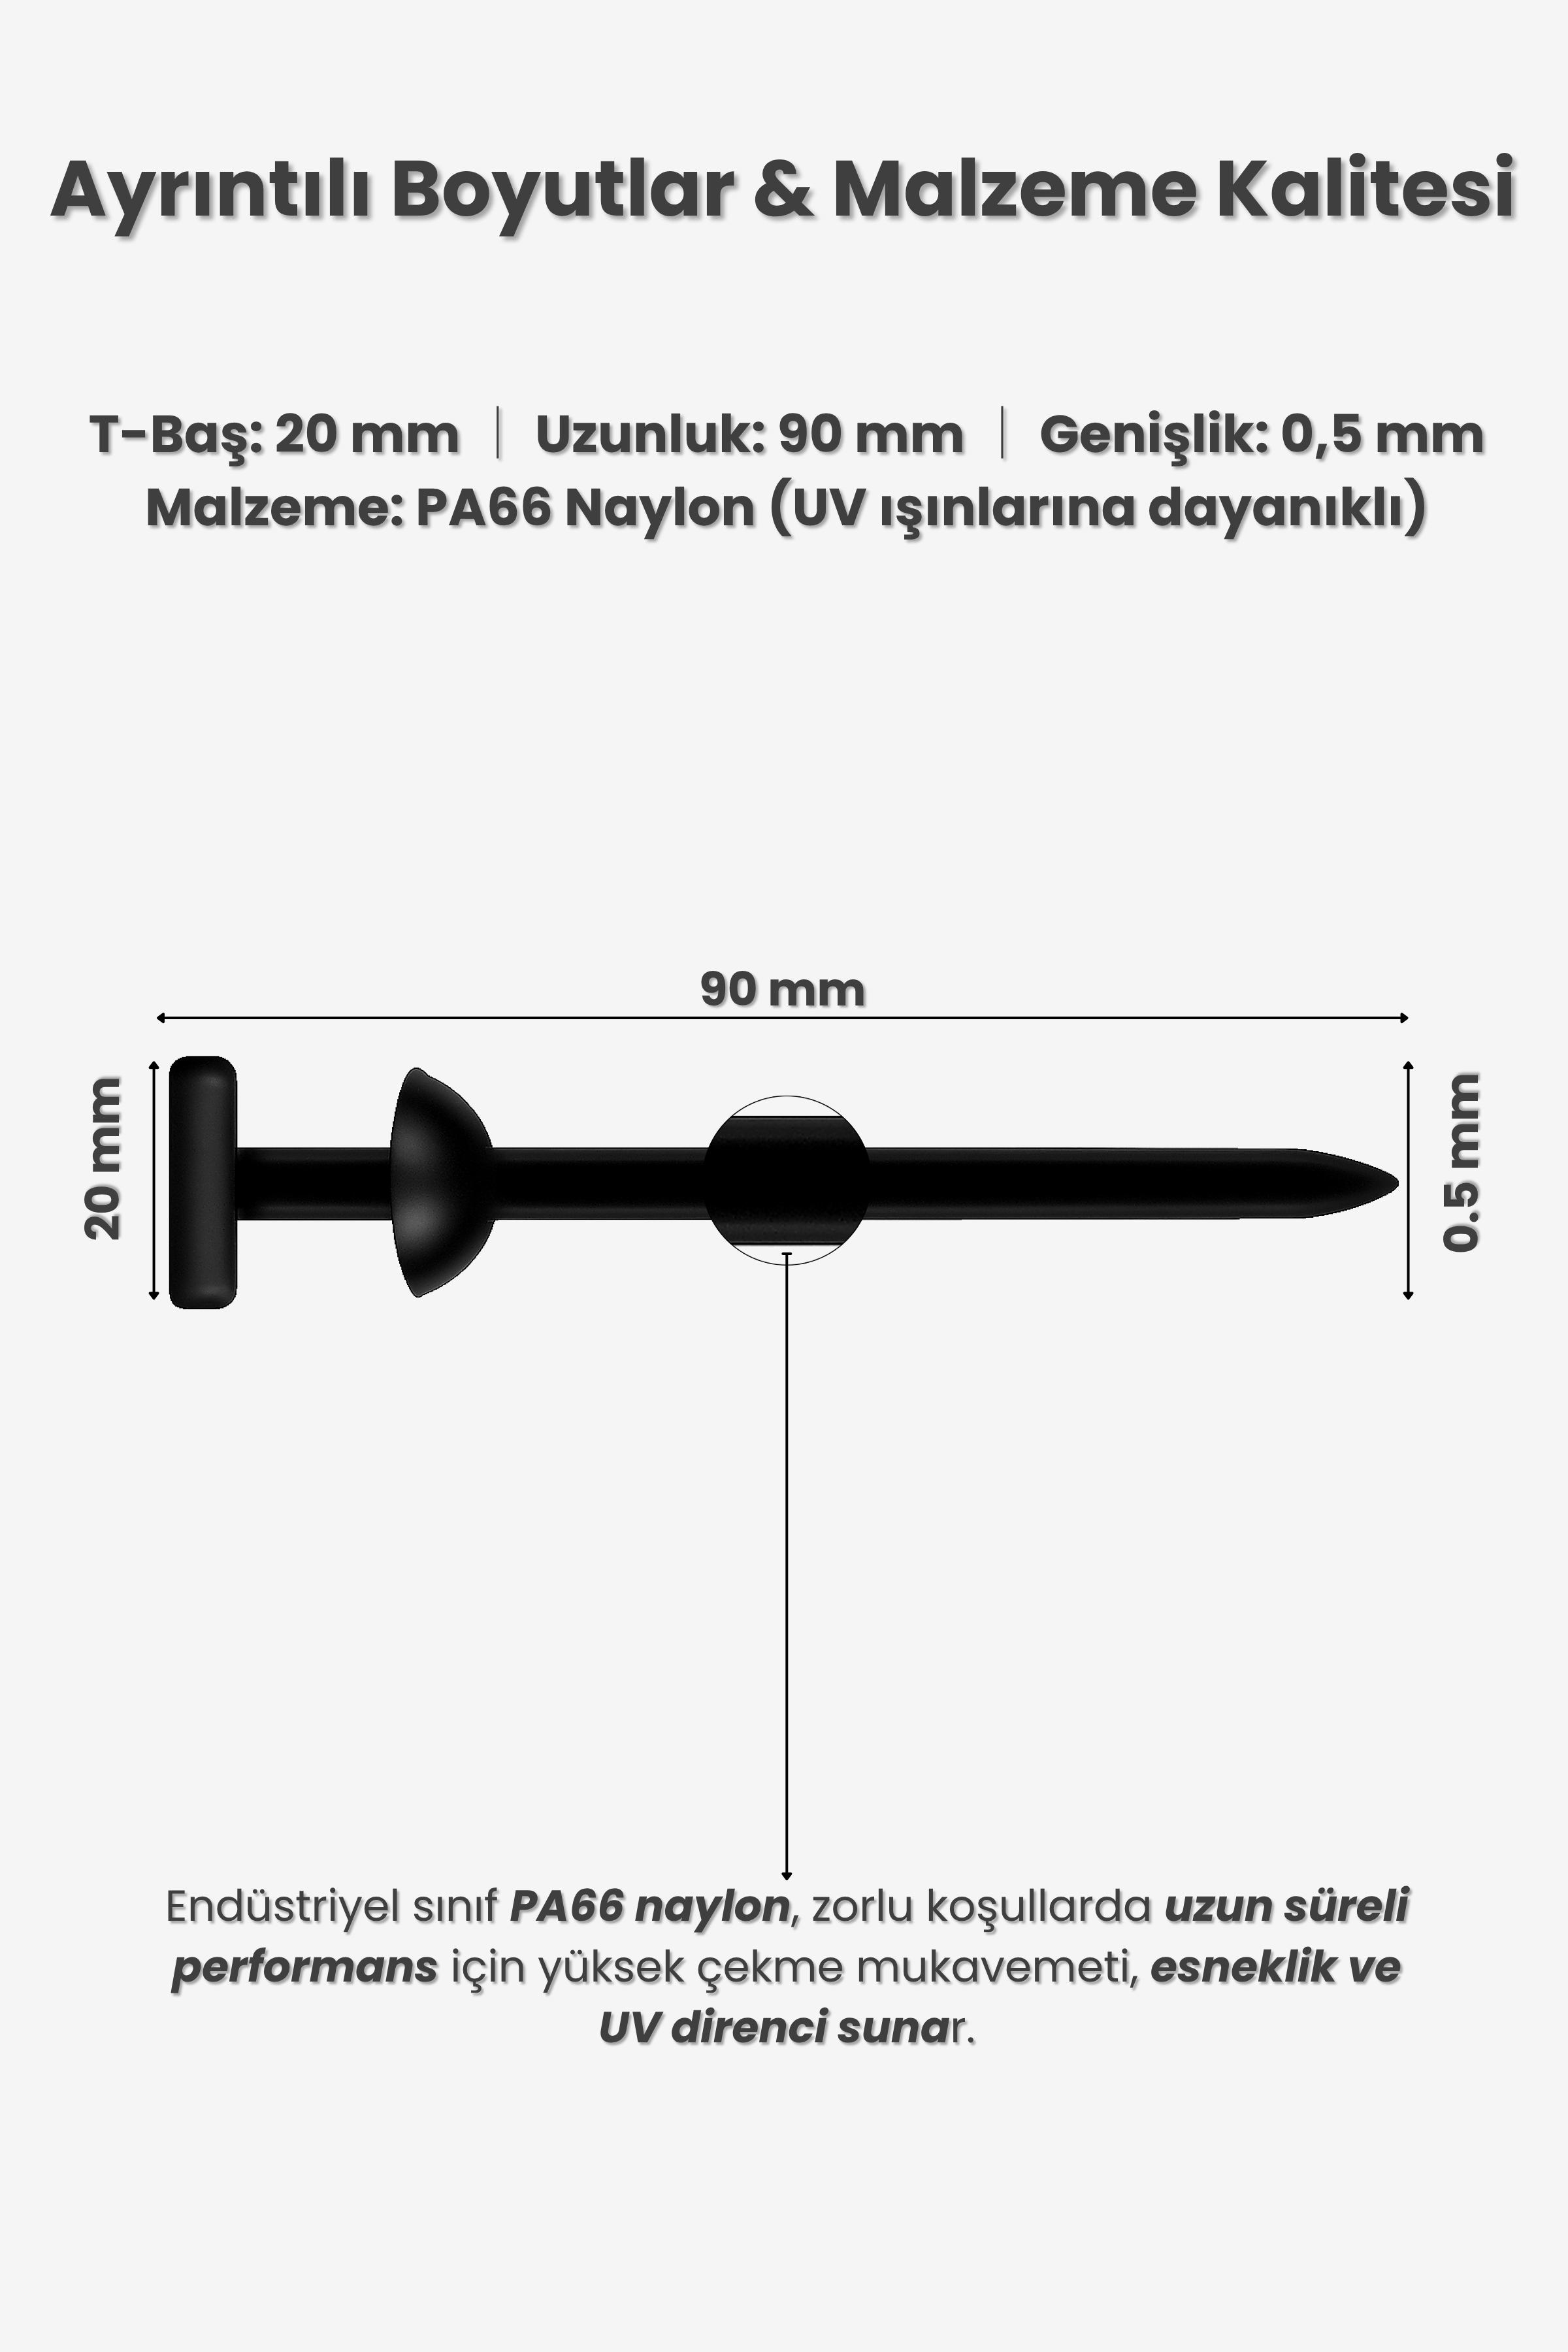 Ayrıntılı Boyutlar & Malzeme Kalitesi
T-Baş: 20 mm | Uzunluk: 90 mm | Genişlik: 0,5 mm
Malzeme: PA66 Naylon (UV ışınlarına dayanıklı)
90 mm
20 mm
0.5 mm
Endüstriyel sınıf PA66 naylon, zorlu koşullarda uzun süreli
performans için yüksek çekme mukavemeti, esneklik ve
UV direnci sunar.